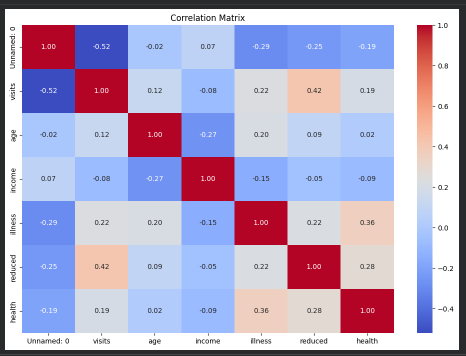 Correlation Matrix
Unnamed: 0 1.00 -0.52 -0.02 0.07 -0.29 -0.25 -0.19
visits -0.52 1.00 0.12 -0.08 0.22 0.42 0.19
age -0.02 0.12 1.00 -0.27 0.20 0.09 0.02
income 0.07 -0.08 -0.27 1.00 -0.15 -0.05 -0.09
illness -0.29 0.22 0.20 -0.15 1.00 0.22 0.36
reduced -0.25 0.42 0.09 -0.05 0.22 1.00 0.28
health -0.19 0.19 0.02 -0.09 0.36 0.28 1.00
Unnamed: 0 visits age income illness reduced health
1.0
0.8
0.6
0.4
0.2
0.0
−0.2
−0.4